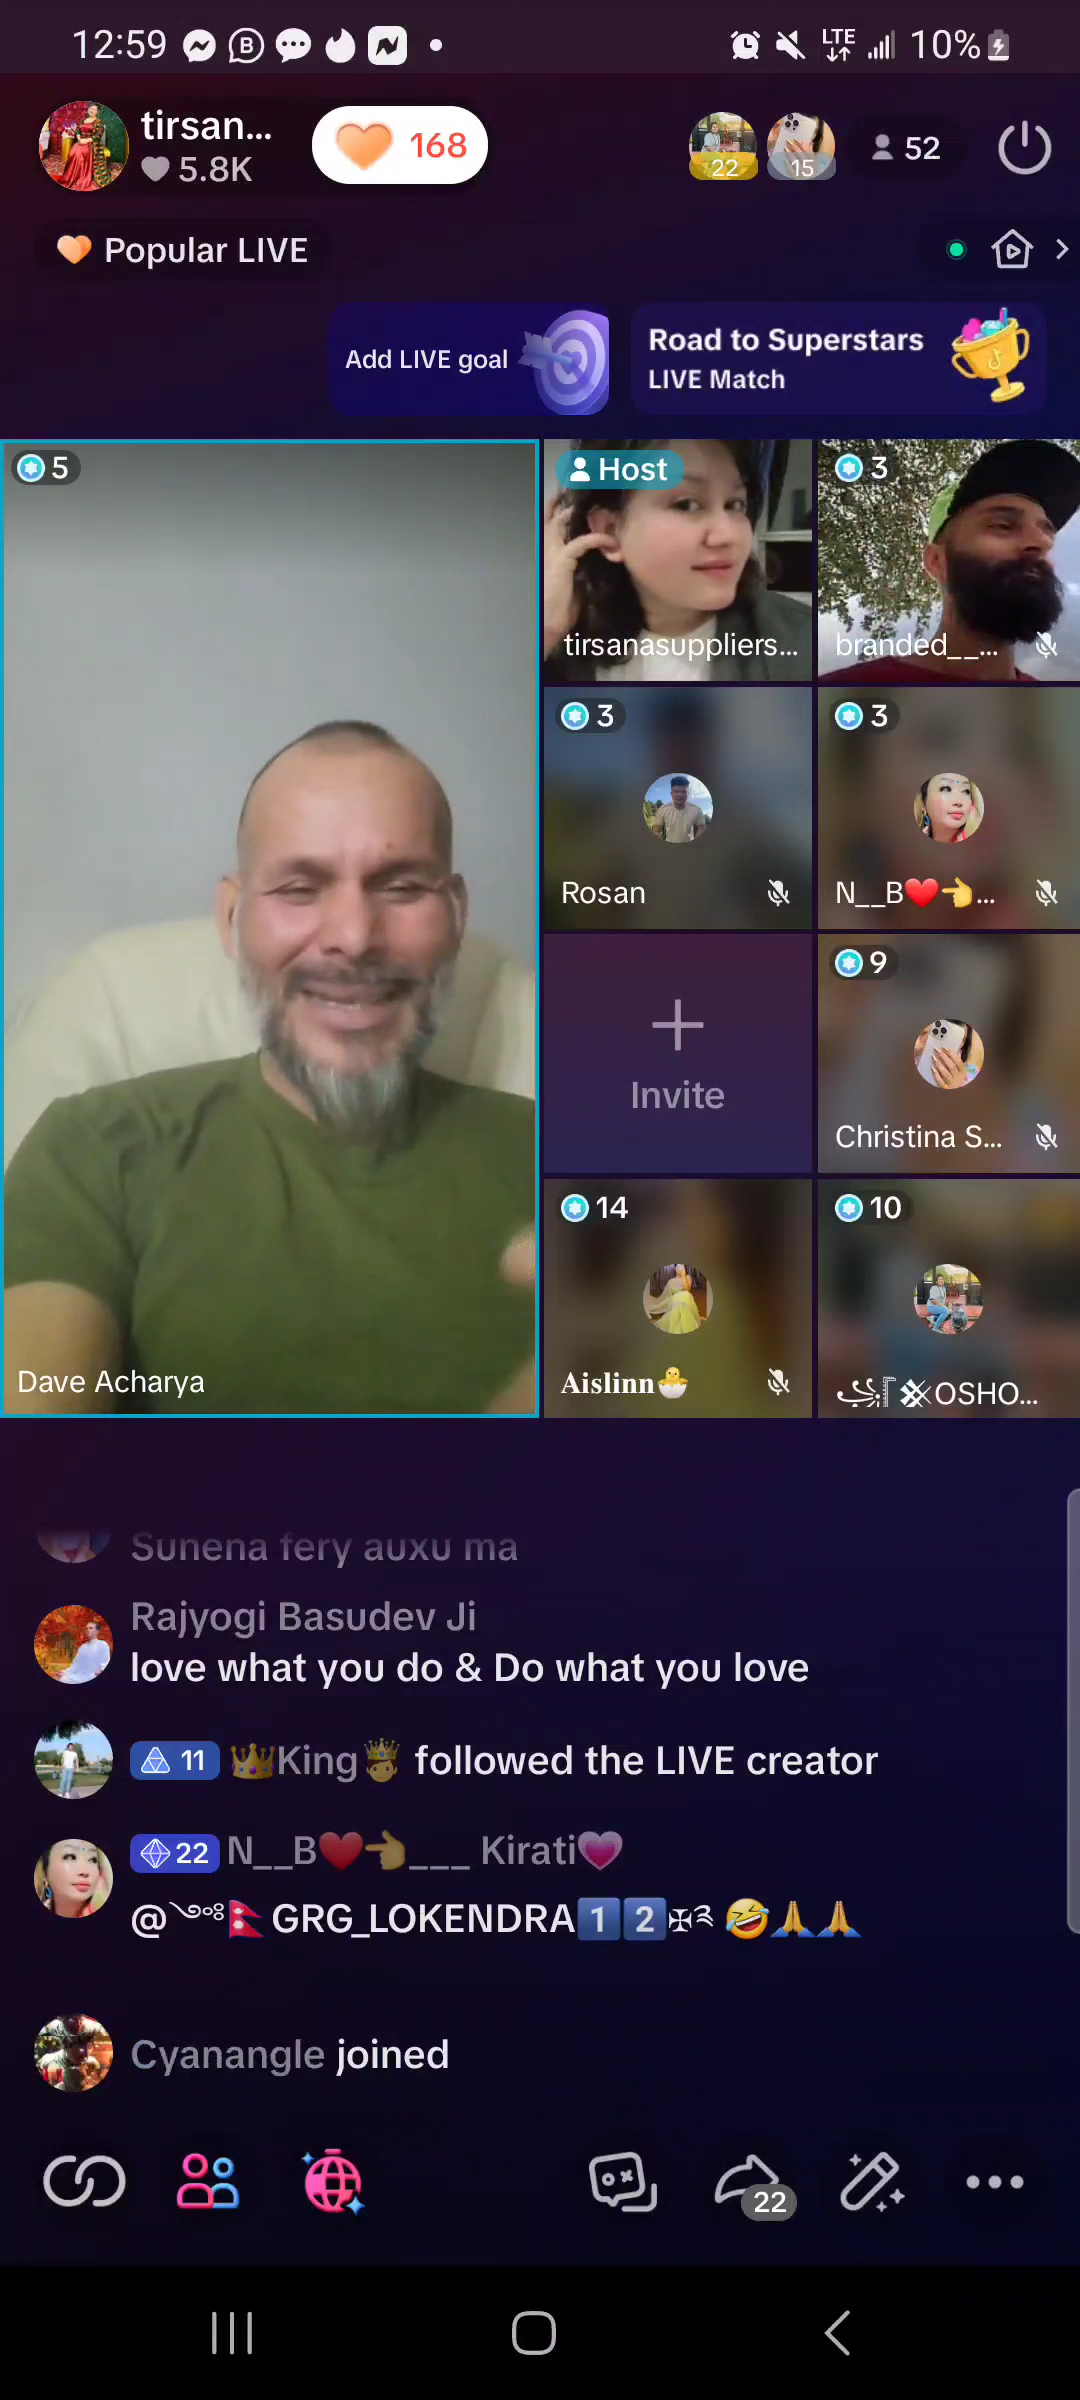 12:59
LTE
10%
tirsan...
5.8K
168
22
15
52
Popular LIVE
Add LIVE goal
Road to Superstars
LIVE Match
5
Dave Acharya
Host
tirsanasuppliers...
3
branded__...
3
Rosan
3
N__B❤️👈...
Invite
9
Christina S...
14
Aislinn🐣
10
OSHO...
Sunena fery auxu ma
Rajyogi Basudev Ji
love what you do & Do what you love
11 👑King🤴 followed the LIVE creator
22 N__B❤️👈___ Kirati💗
@༺🇳🇵GRG_LOKENDRA1️⃣2️⃣✠ 🤣🙏🙏
Cyanangle joined
22